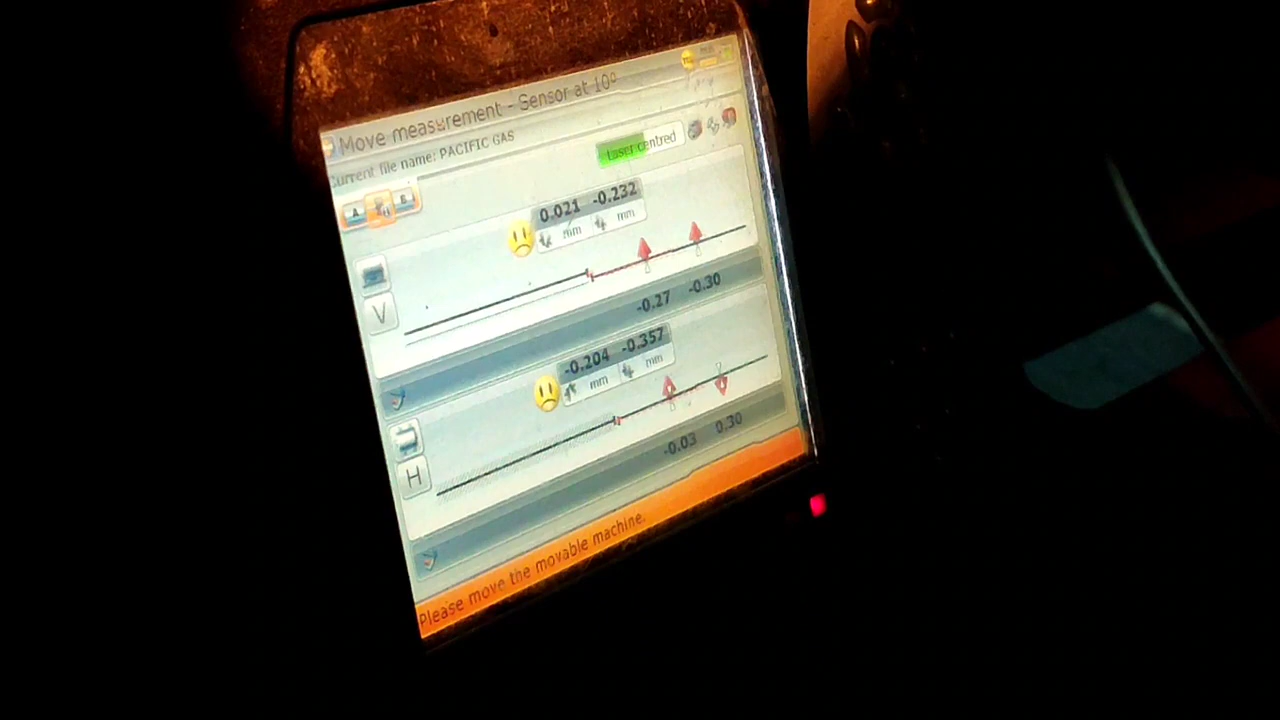 Move measurement - Sensor at 10º
Current file name: PACIFIC GAS
Laser centred
A B
0.021 -0.232
mm mm
V
-0.27 -0.30
-0.204 -0.357
mm mm
H
-0.03 0.30
Please move the movable machine.